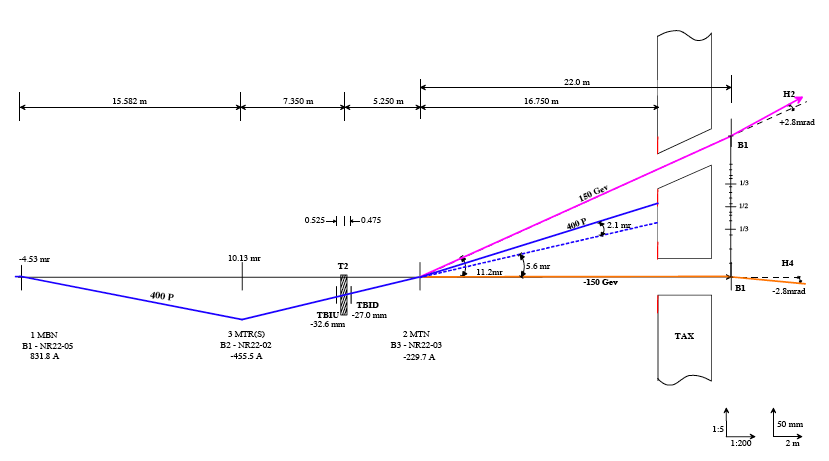 22.0 m
H2
15.582 m
7.350 m
5.250 m
16.750 m
+2.8mrad
B1
150 Gev
1/3
1/2
1/3
0.525
0.475
400 P
2.1 mr
-4.53 mr
10.13 mr
T2
11.2mr
5.6 mr
H4
-150 Gev
B1
-2.8mrad
400 P
TBIU
-32.6 mm
TBID
-27.0 mm
1 MBN
B1 - NR22-05
831.8 A
3 MTR(S)
B2 - NR22-02
-455.5 A
2 MTN
B3 - NR22-03
-229.7 A
TAX
1:5
1:200
50 mm
2 m